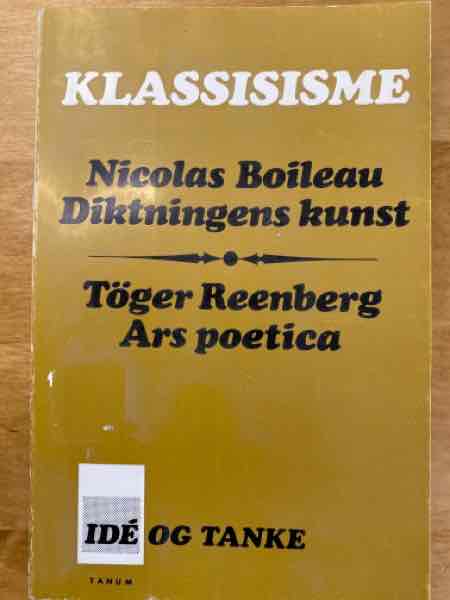 KLASSISISME
Nicolas Boileau
Diktningens kunst
Töger Reenberg
Ars poetica
IDÉ OG TANKE
TANUM